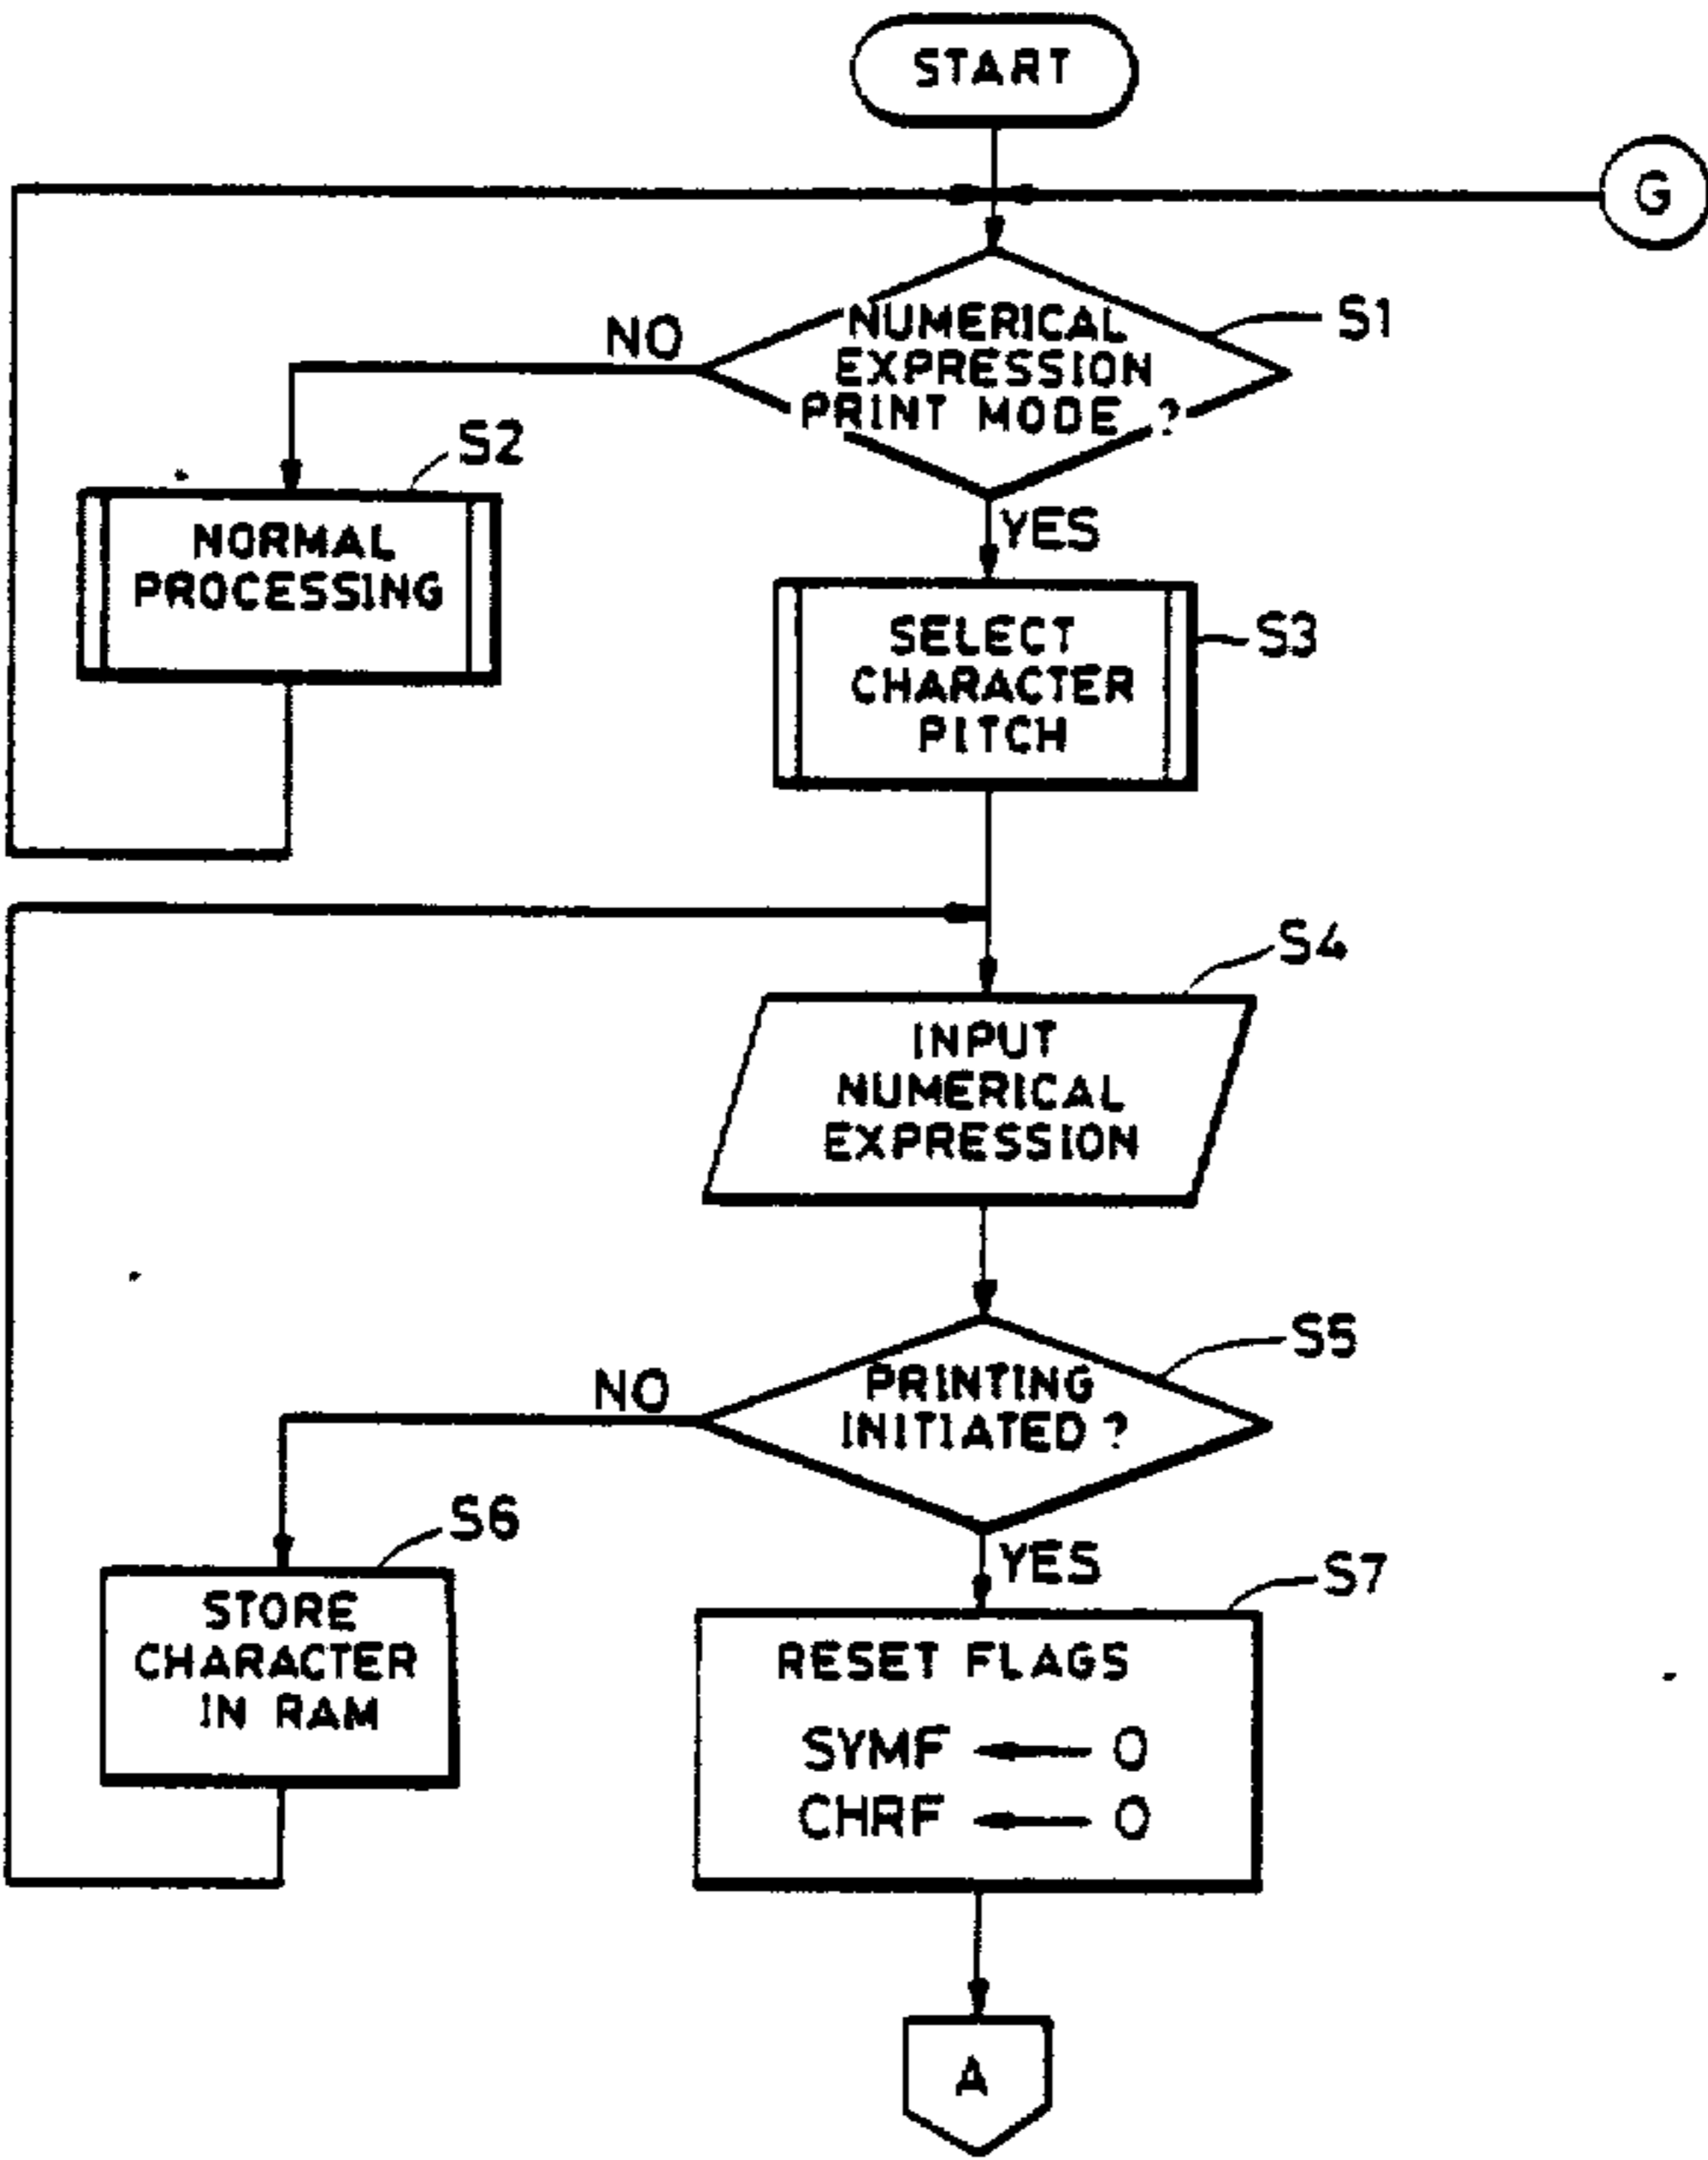 START
G
NUMERICAL
EXPRESSION
PRINT MODE ?
S1
NO
S2
NORMAL
PROCESSING
YES
SELECT
CHARACTER
PITCH
S3
S4
INPUT
NUMERICAL
EXPRESSION
S5
PRINTING
INITIATED ?
NO
S6
STORE
CHARACTER
IN RAM
YES
S7
RESET FLAGS
SYMF ← 0
CHRF ← 0
A